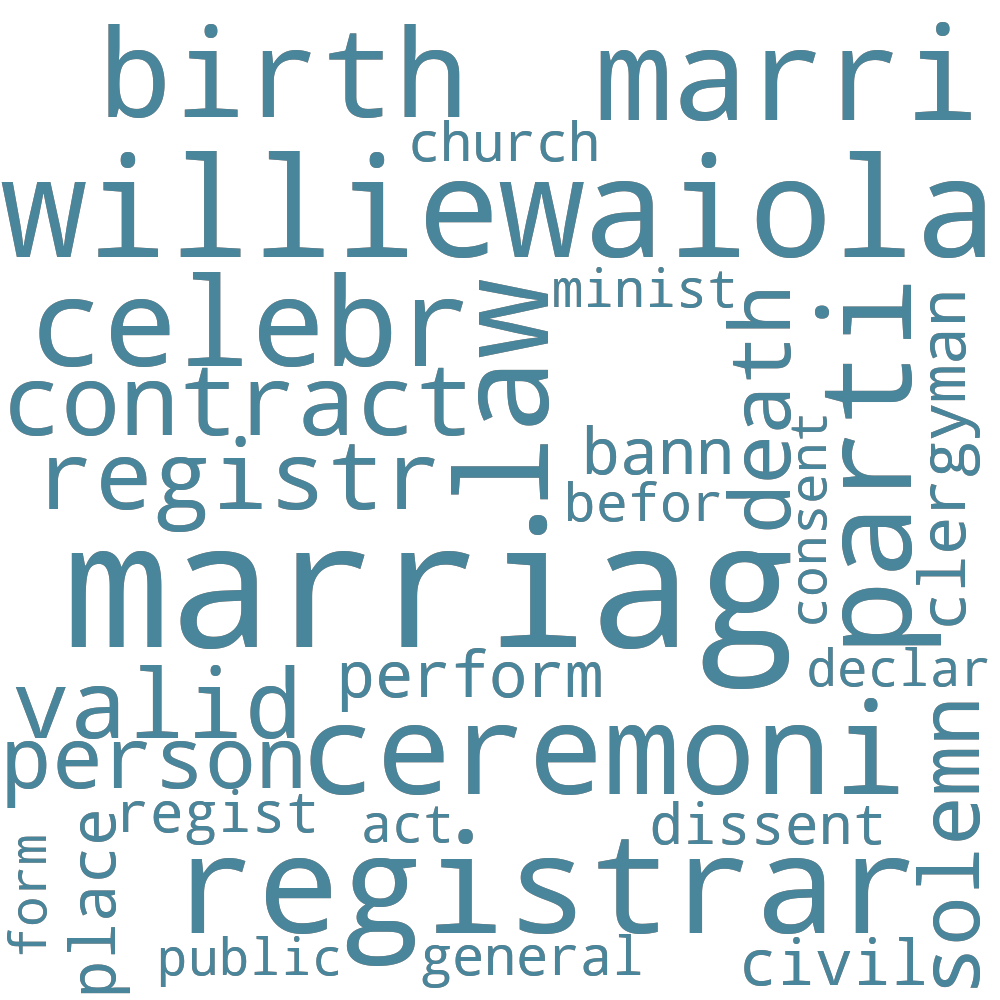 birth marri
church
williewaiola
celebr
law
minist
death
parti
clergyman
contract
consent
bann
registr
befor
marriag
perform
declar
valid
ceremoni
solemn
person
regist
act
dissent
place
form
registrar
public
general
civil